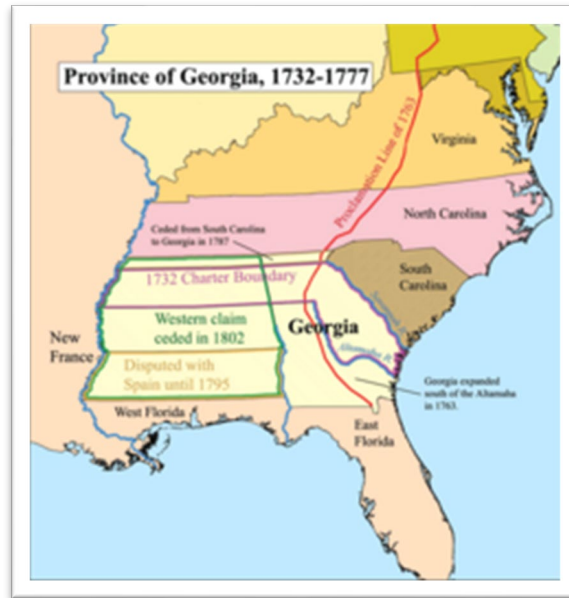 Province of Georgia, 1732-1777
Proclamation Line of 1763
Virginia
North Carolina
Ceded from South Carolina
to Georgia in 1787
South
Carolina
1732 Charter Boundary
Savannah R.
Western claim
ceded in 1802
Georgia
New
France
Altamaha R.
Disputed with
Spain until 1795
Georgia expanded
south of the Altamaha
in 1763.
West Florida
East
Florida